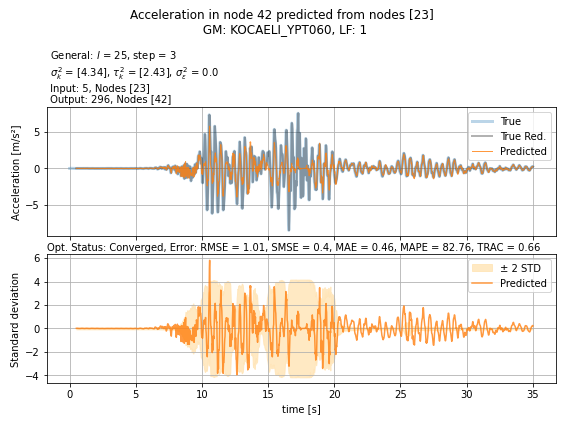 Acceleration in node 42 predicted from nodes [23]
GM: KOCAELI_YPT060, LF: 1
General: l = 25, step = 3
σ²ₖ = [4.34], τ²ₖ = [2.43], σ²ε = 0.0
Input: 5, Nodes [23]
Output: 296, Nodes [42]
Acceleration [m/s²]
5
0
−5
True
True Red.
Predicted
Opt. Status: Converged, Error: RMSE = 1.01, SMSE = 0.4, MAE = 0.46, MAPE = 82.76, TRAC = 0.66
Standard deviation
6
4
2
0
−2
−4
± 2 STD
Predicted
0 5 10 15 20 25 30 35
time [s]